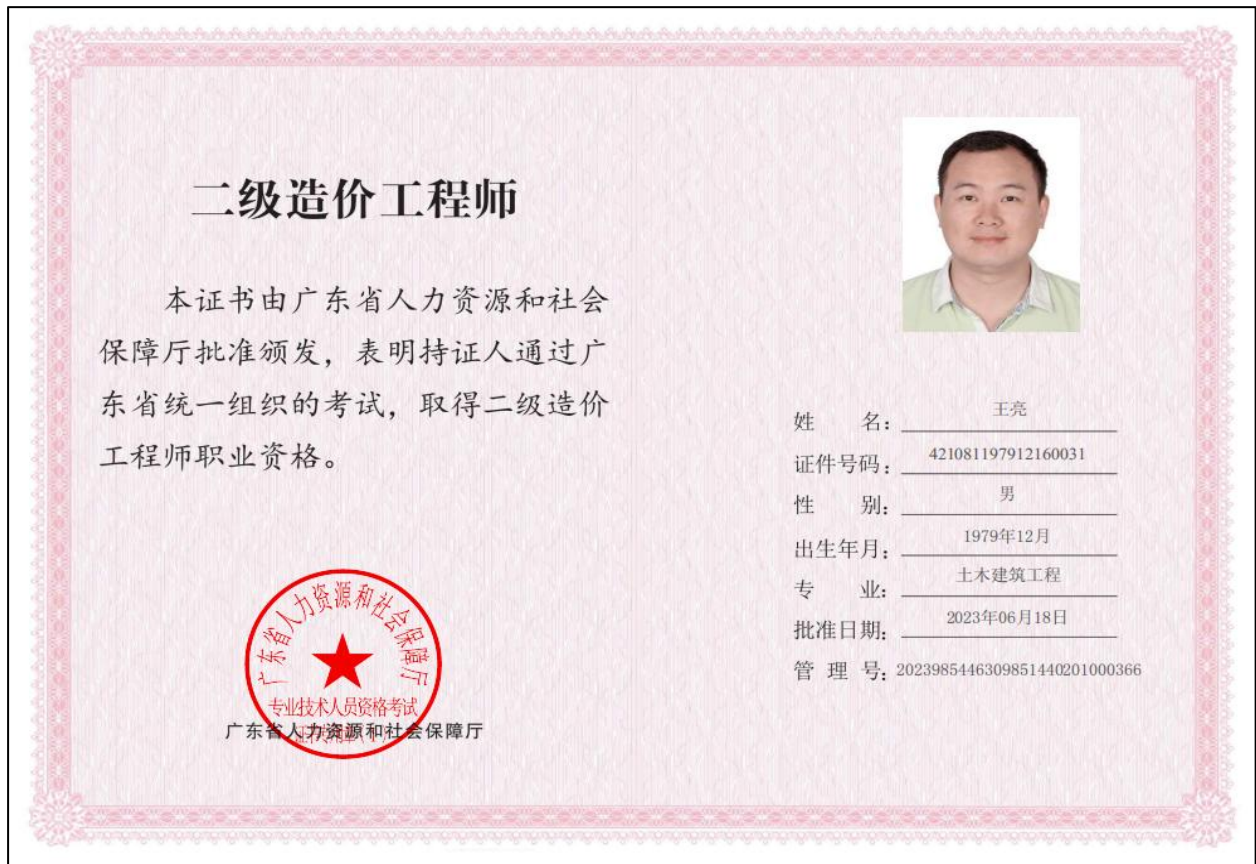 二级造价工程师
本证书由广东省人力资源和社会
保障厅批准颁发，表明持证人通过广
东省统一组织的考试，取得二级造价
工程师职业资格。
广东省人力资源和社会保障厅
专业技术人员资格考试
广东省人力资源和社会保障厅
姓 名：王亮
证件号码：421081197912160031
性 别：男
出生年月：1979年12月
专 业：土木建筑工程
批准日期：2023年06月18日
管 理 号：2023985446309851440201000366